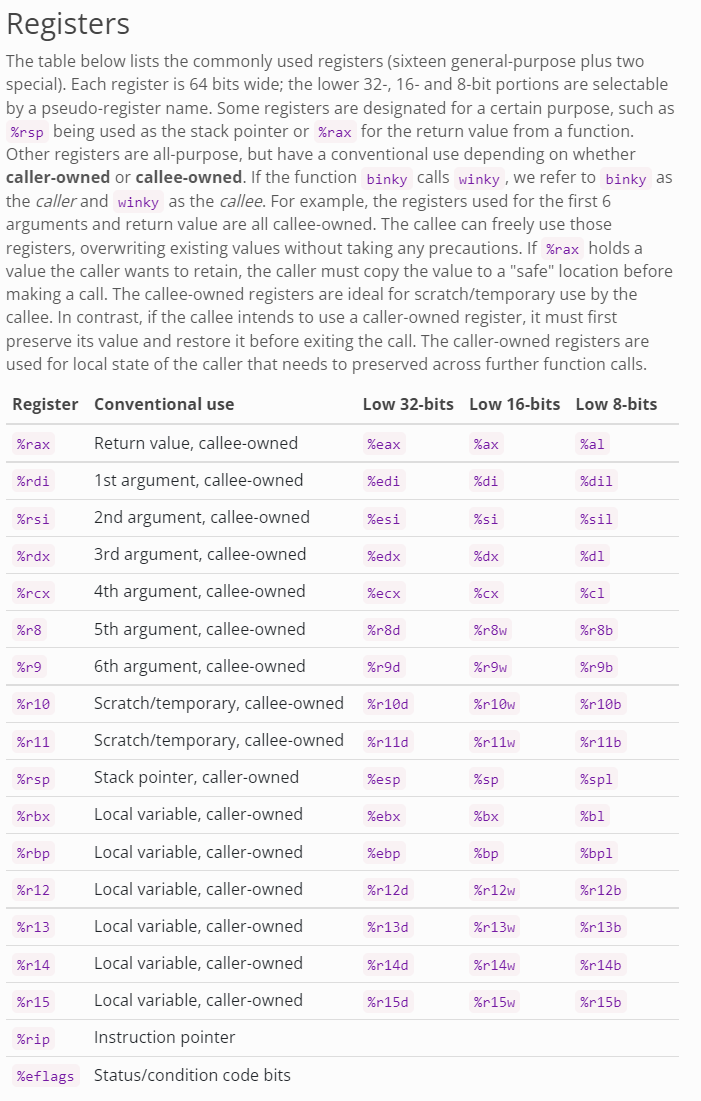 Registers
The table below lists the commonly used registers (sixteen general-purpose plus two
special). Each register is 64 bits wide; the lower 32-, 16- and 8-bit portions are selectable
by a pseudo-register name. Some registers are designated for a certain purpose, such as
%rsp being used as the stack pointer or %rax for the return value from a function.
Other registers are all-purpose, but have a conventional use depending on whether
caller-owned or callee-owned. If the function binky calls winky , we refer to binky as
the caller and winky as the callee. For example, the registers used for the first 6
arguments and return value are all callee-owned. The callee can freely use those
registers, overwriting existing values without taking any precautions. If %rax holds a
value the caller wants to retain, the caller must copy the value to a "safe" location before
making a call. The callee-owned registers are ideal for scratch/temporary use by the
callee. In contrast, if the callee intends to use a caller-owned register, it must first
preserve its value and restore it before exiting the call. The caller-owned registers are
used for local state of the caller that needs to preserved across further function calls.
Register Conventional use Low 32-bits Low 16-bits Low 8-bits
%rax Return value, callee-owned %eax %ax %al
%rdi 1st argument, callee-owned %edi %di %dil
%rsi 2nd argument, callee-owned %esi %si %sil
%rdx 3rd argument, callee-owned %edx %dx %dl
%rcx 4th argument, callee-owned %ecx %cx %cl
%r8 5th argument, callee-owned %r8d %r8w %r8b
%r9 6th argument, callee-owned %r9d %r9w %r9b
%r10 Scratch/temporary, callee-owned %r10d %r10w %r10b
%r11 Scratch/temporary, callee-owned %r11d %r11w %r11b
%rsp Stack pointer, caller-owned %esp %sp %spl
%rbx Local variable, caller-owned %ebx %bx %bl
%rbp Local variable, caller-owned %ebp %bp %bpl
%r12 Local variable, caller-owned %r12d %r12w %r12b
%r13 Local variable, caller-owned %r13d %r13w %r13b
%r14 Local variable, caller-owned %r14d %r14w %r14b
%r15 Local variable, caller-owned %r15d %r15w %r15b
%rip Instruction pointer
%eflags Status/condition code bits